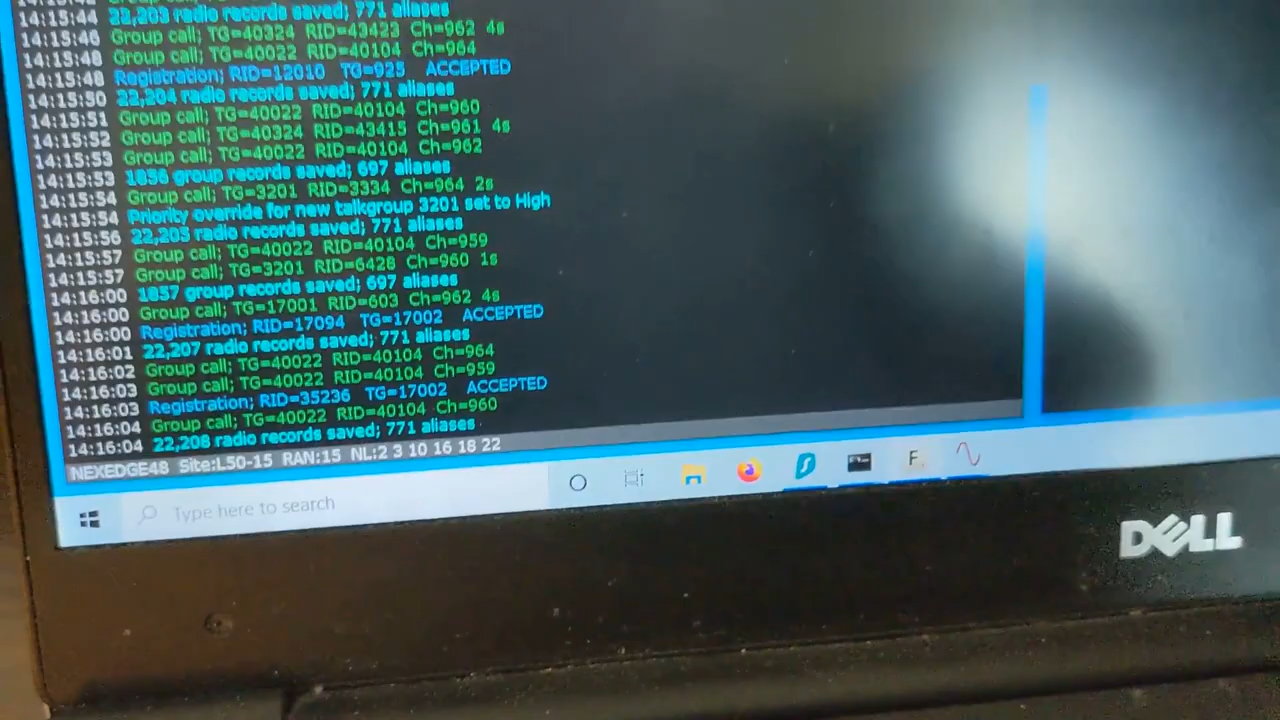 14:15:44 22,203 radio records saved; 771 aliases
14:15:46 Group call; TG=40324 RID=43423 Ch=962 4s
14:15:48 Group call; TG=40022 RID=40104 Ch=964
14:15:48 Registration; RID=12010 TG=925 ACCEPTED
14:15:50 22,204 radio records saved; 771 aliases
14:15:51 Group call; TG=40022 RID=40104 Ch=960
14:15:52 Group call; TG=40324 RID=43415 Ch=961 4s
14:15:53 Group call; TG=40022 RID=40104 Ch=962
14:15:53 1856 group records saved; 697 aliases
14:15:54 Group call; TG=3201 RID=3334 Ch=964 2s
14:15:54 Priority override for new talkgroup 3201 set to High
14:15:56 22,205 radio records saved; 771 aliases
14:15:57 Group call; TG=40022 RID=40104 Ch=959
14:15:57 Group call; TG=3201 RID=6428 Ch=960 1s
14:16:00 1857 group records saved; 697 aliases
14:16:00 Group call; TG=17001 RID=603 Ch=962 4s
14:16:00 Registration; RID=17094 TG=17002 ACCEPTED
14:16:01 22,207 radio records saved; 771 aliases
14:16:02 Group call; TG=40022 RID=40104 Ch=964
14:16:03 Group call; TG=40022 RID=40104 Ch=959
14:16:03 Registration; RID=35236 TG=17002 ACCEPTED
14:16:04 Group call; TG=40022 RID=40104 Ch=960
14:16:04 22,208 radio records saved; 771 aliases
NEXEDGE48 Site:L50-15 RAN:15 NL:2 3 10 16 18 22
Type here to search
F.
DELL